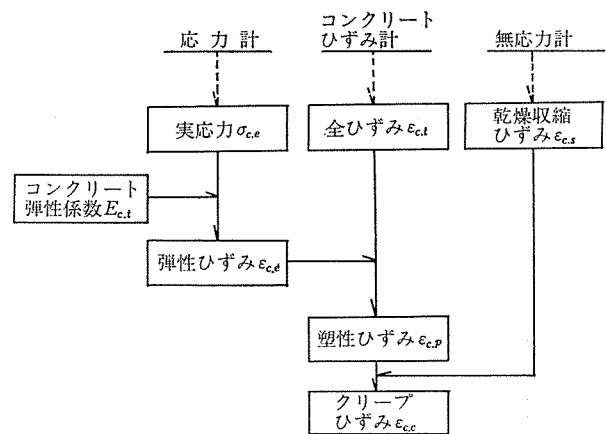 応力計
コンクリート
ひずみ計
無応力計
実応力σc,e
全ひずみεc,t
乾燥収縮
ひずみεc,s
コンクリート
弾性係数Ec,t
弾性ひずみεc,e
塑性ひずみεc,p
クリープ
ひずみεc,c